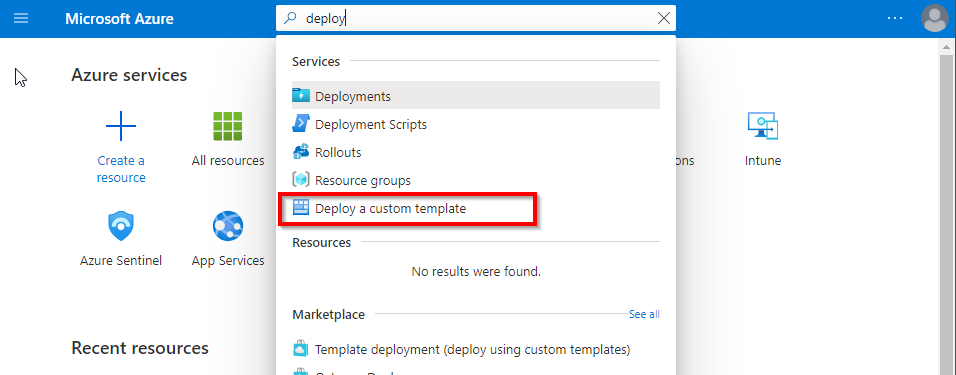 Microsoft Azure
deploy
Azure services
Create a resource
All resources
Azure Sentinel
App Services
ons
Intune
Recent resources
Services
Deployments
Deployment Scripts
Rollouts
Resource groups
Deploy a custom template
Resources
No results were found.
Marketplace
See all
Template deployment (deploy using custom templates)